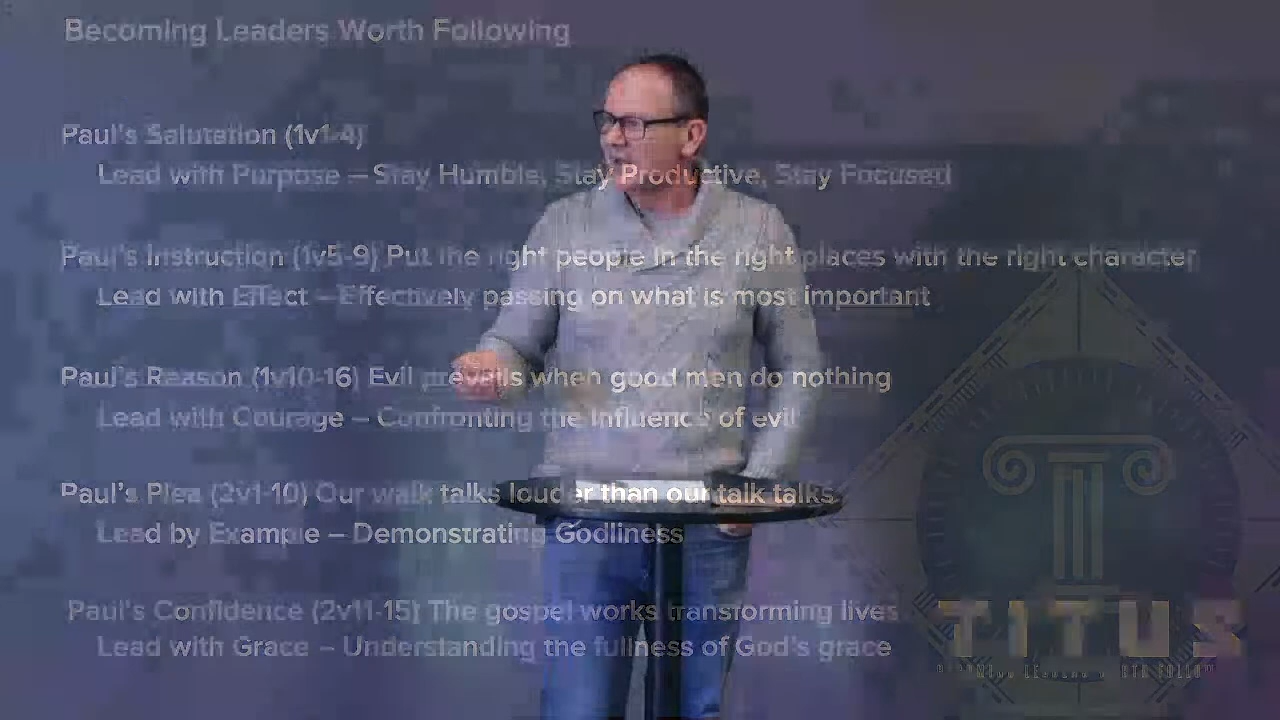 Becoming Leaders Worth Following
Paul's Salutation (1v1-4)
Lead with Purpose – Stay Humble, Stay Productive, Stay Focused
Paul's Instruction (1v5-9) Put the right people in the right places with the right character
Lead with Effect – Effectively passing on what is most important
Paul's Reason (1v10-16) Evil prevails when good men do nothing
Lead with Courage – Confronting the influence of evil
Paul's Plea (2v1-10) Our walk talks louder than our talk talks
Lead by Example – Demonstrating Godliness
Paul's Confidence (2v11-15) The gospel works transforming lives
Lead with Grace – Understanding the fullness of God's grace
TITUS